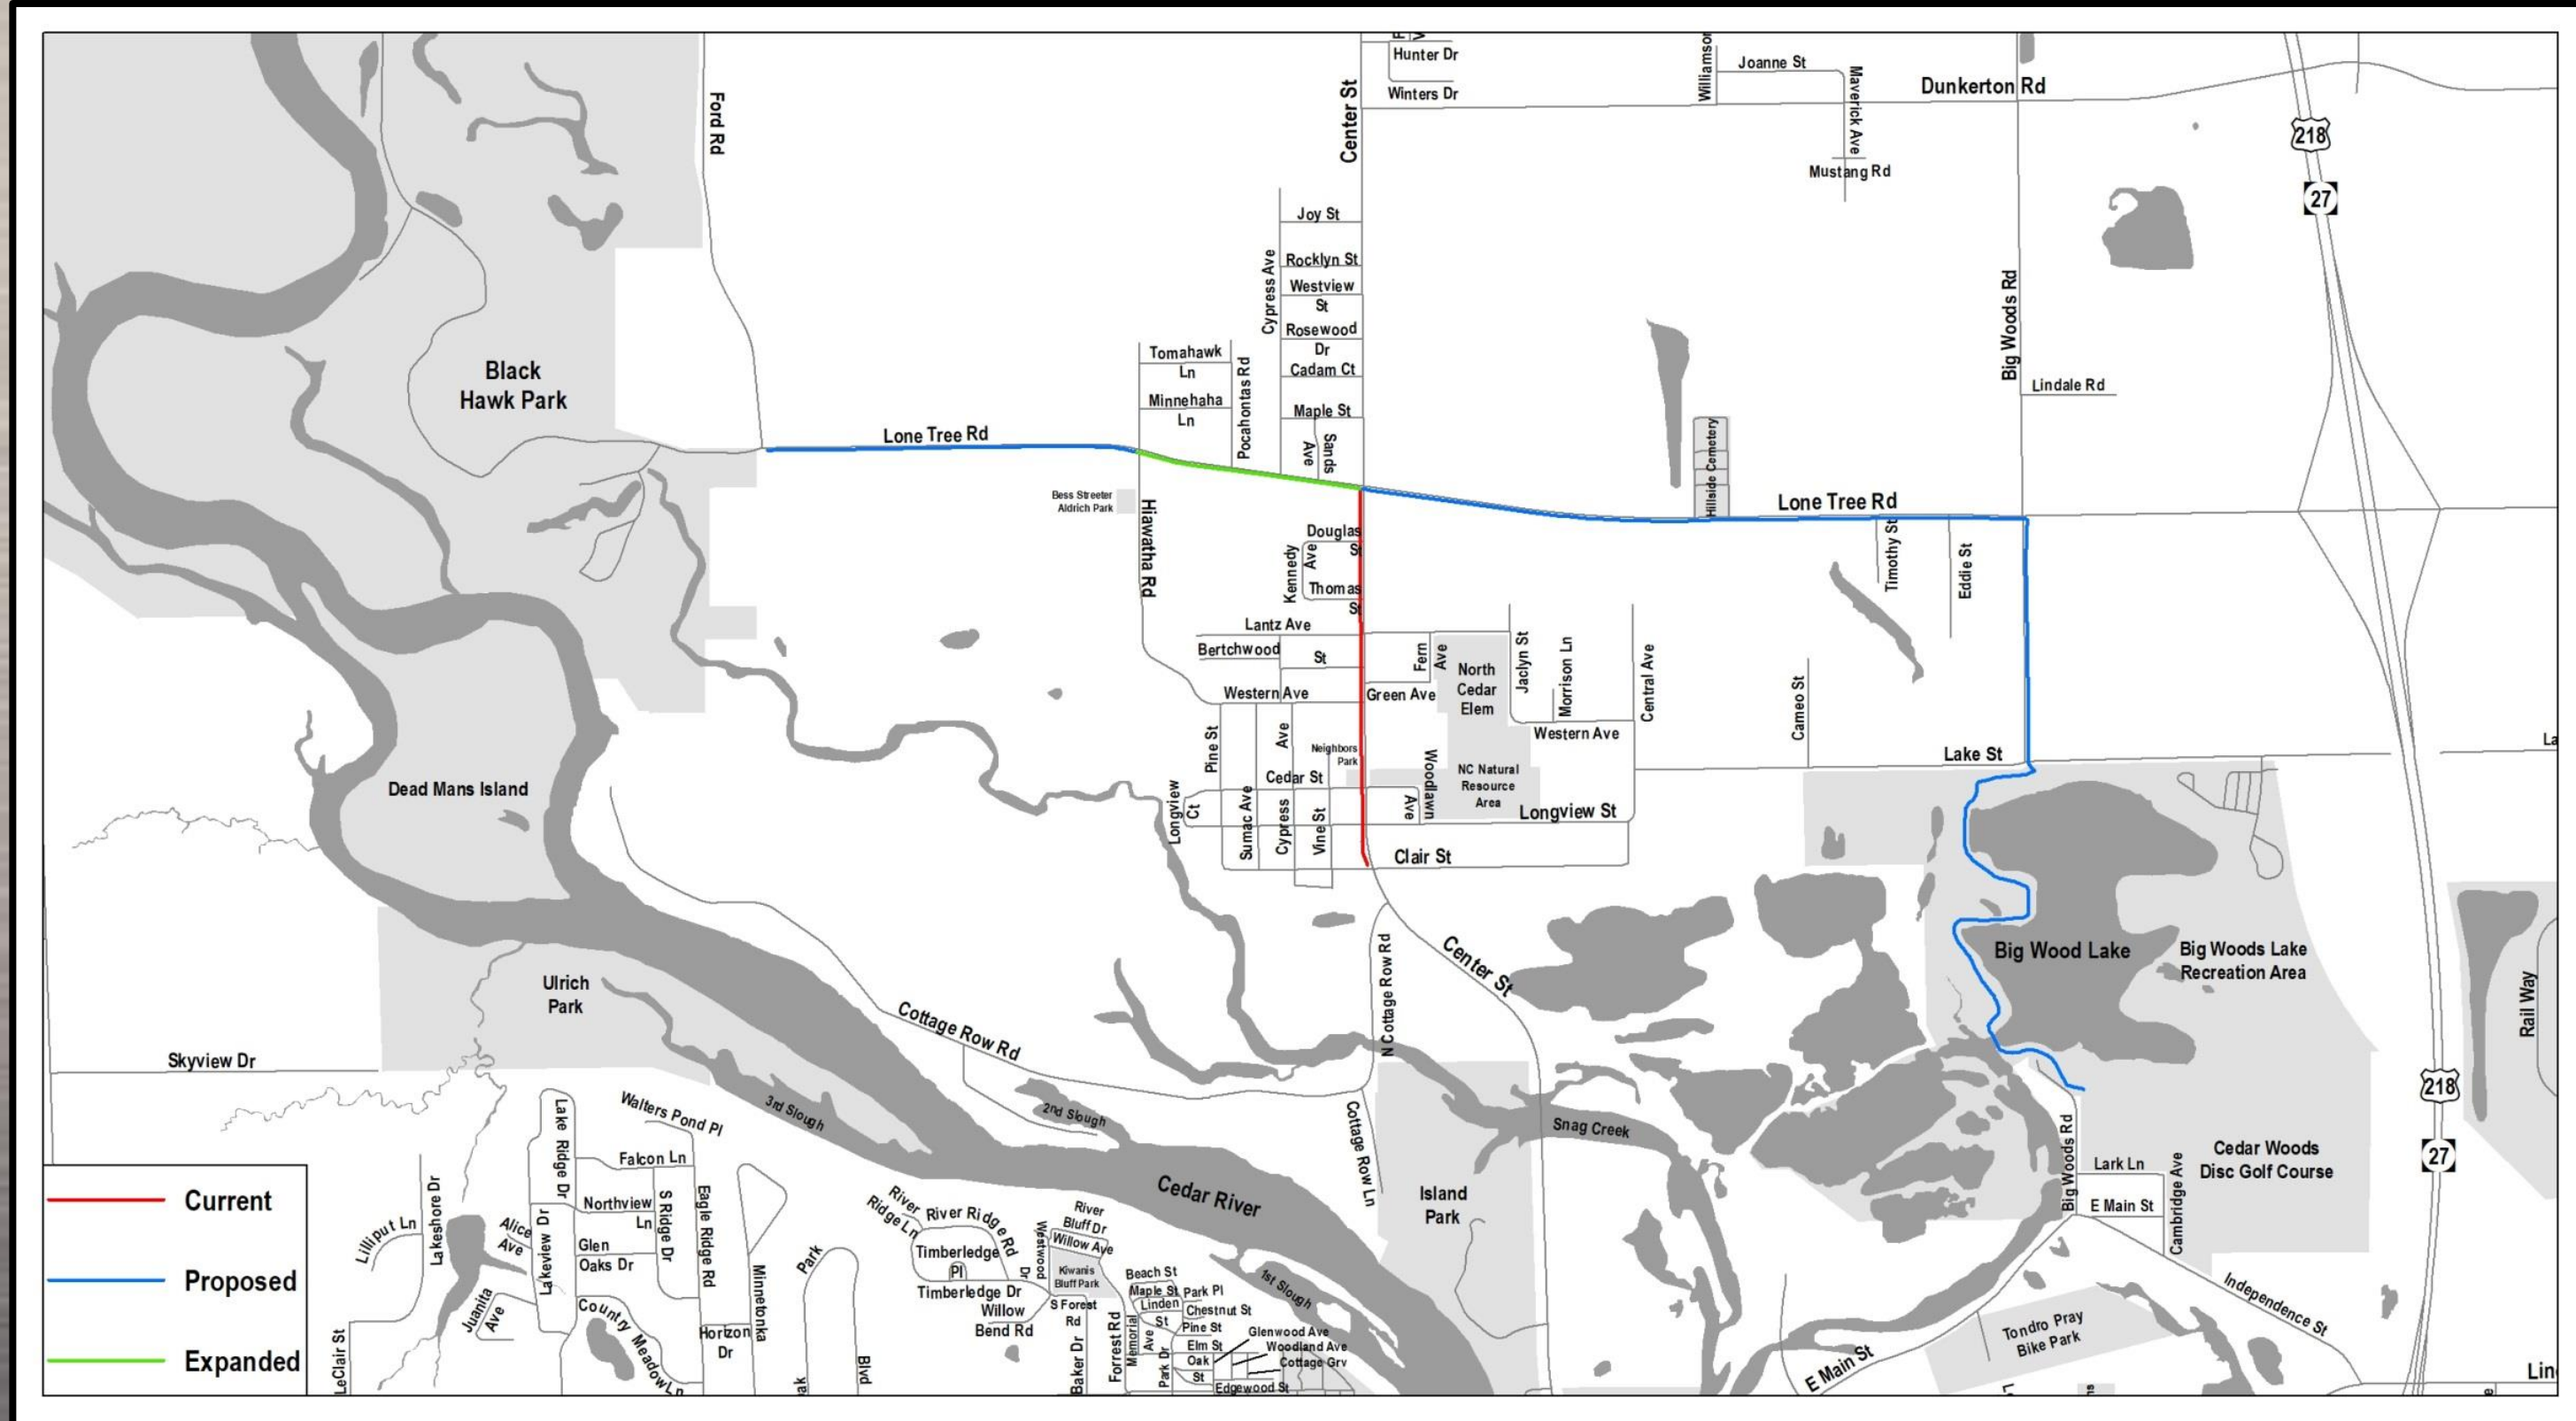 Hunter Dr
Winters Dr
Center St
Williamson
Joanne St
Maverick Ave
Mustang Rd
Dunkerton Rd
218
27
Ford Rd
Joy St
Rocklyn St
Westview
St
Rosewood
Dr
Cadam Ct
Maple St
Sands
Ave
Cypress Ave
Tomahawk
Ln
Minnehaha
Ln
Pocahontas Rd
Big Woods Rd
Lindale Rd
Black
Hawk Park
Lone Tree Rd
Hillside Cemetery
Lone Tree Rd
Bess Streeter
Aldrich Park
Hiawatha Rd
Douglas
St
Kennedy
Ave
Thomas
St
Timothy St
Eddie St
Lantz Ave
Bertchwood
St
Western Ave
Fern
Ave
Green Ave
North
Cedar
Elem
Jaclyn St
Morrison Ln
Central Ave
Western Ave
Cameo St
Lake St
La
Pine St
Ave
Neighbors
Park
Cedar St
Woodlawn
Ave
NC Natural
Resource
Area
Longview St
Longview
Ct
Sumac Ave
Cypress
Vine St
Clair St
Dead Mans Island
Ulrich
Park
Center St
N Cottage Row Rd
Cottage Row Rd
Big Wood Lake
Big Woods Lake
Recreation Area
Rail Way
Skyview Dr
218
27
Walters Pond Pl
3rd Slough
2nd Slough
Snag Creek
Cottage Row Ln
Island
Park
Cedar River
Big Woods Rd
Lark Ln
E Main St
Cambridge Ave
Cedar Woods
Disc Golf Course
Independence St
Tondro Pray
Bike Park
E Main St
Lin
Lake Ridge Dr
Falcon Ln
Northview
Ln
S Ridge Dr
Eagle Ridge Rd
Lilliput Ln
Lakeshore Dr
Alice
Ave
Lakeview Dr
Glen
Oaks Dr
Juanita
Ave
Country Meadow Ln
Horizon
Dr
Minnetonka
Park
Blvd
LeClair St
River
Ridge Ln
River Ridge Rd
Timberledge
Pl
Timberledge Dr
Willow
Bend Rd
Westwood
Dr
River
Bluff Dr
Willow Ave
Kiwanis
Bluff Park
S Forest
Rd
Baker Dr
Forrest Rd
Beach St
Maple St
Park Pl
Linden
St
Chestnut St
Memorial
Ave
Pine St
Park Dr
Elm St
Oak
St
Glenwood Ave
Woodland Ave
Cottage Grv
Edgewood St
1st Slough
Current
Proposed
Expanded